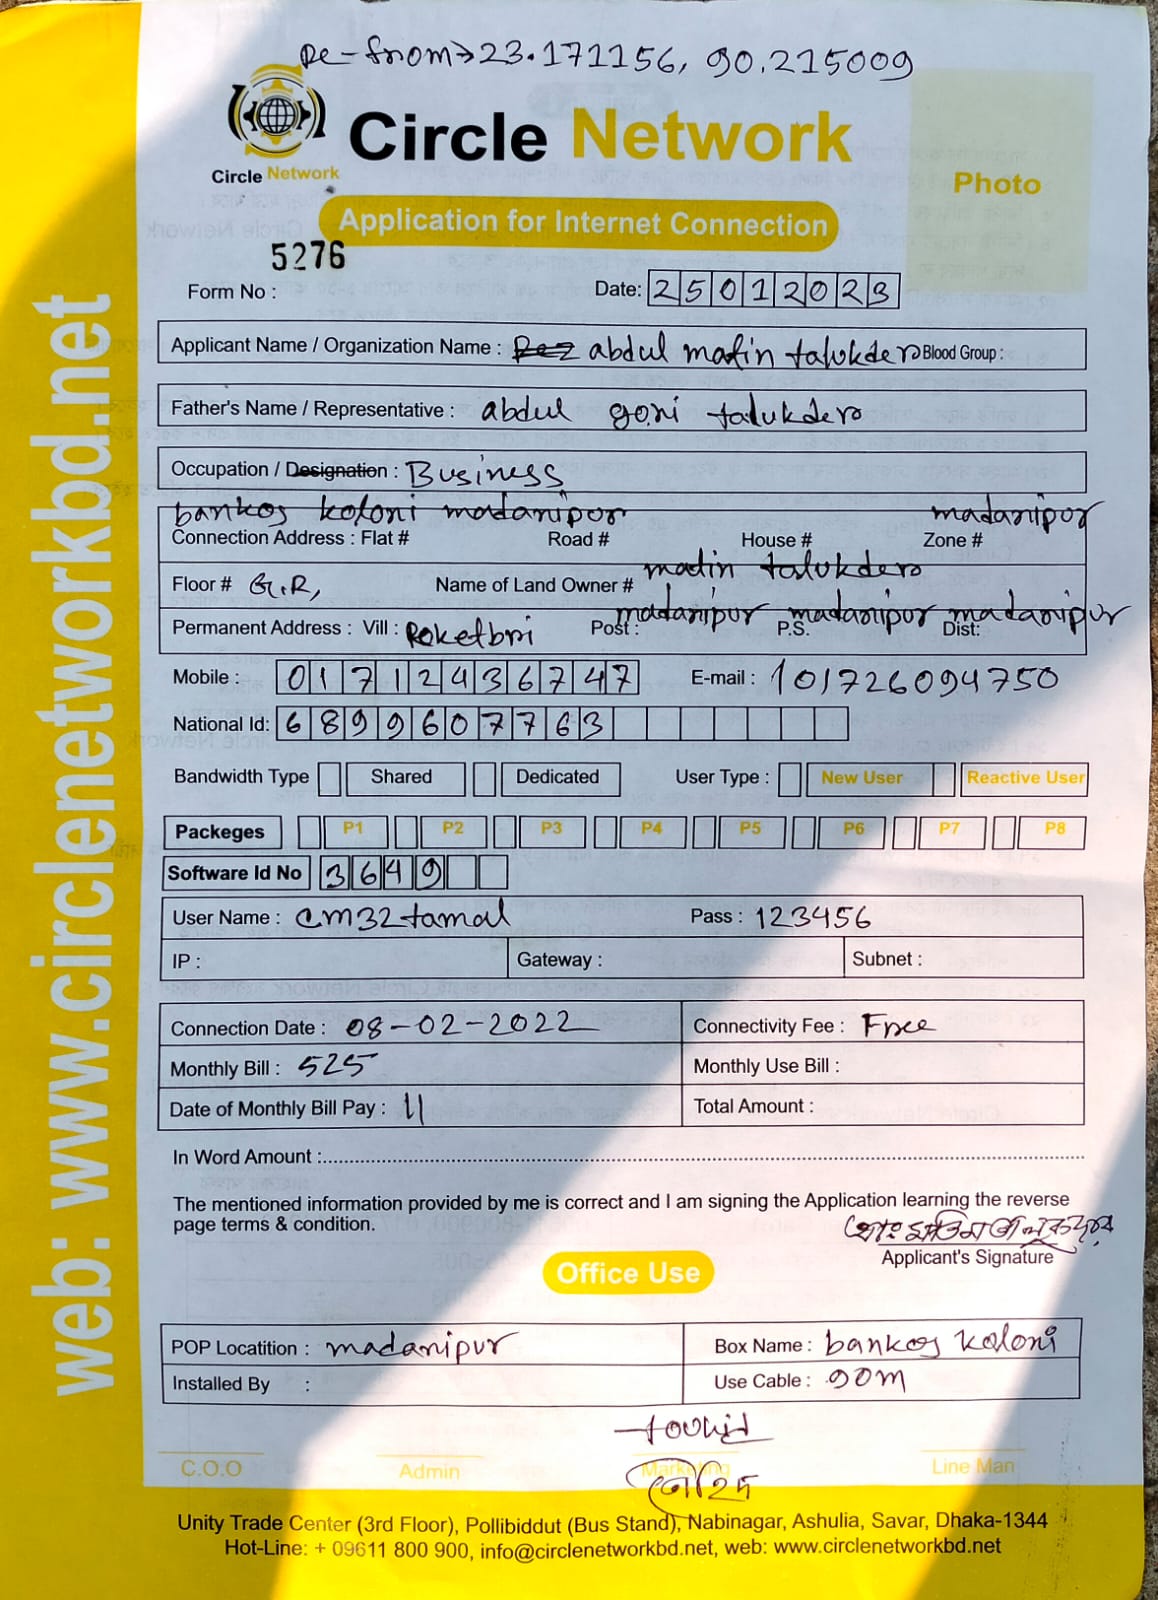 Re-from→23.171156, 90.215009
Circle Network
Circle Network
Photo
Application for Internet Connection
5276
Form No :
Date: 25012023
Applicant Name / Organization Name : abdul matin talukder Blood Group :
Father's Name / Representative : abdul goni talukder
Occupation / Designation : Business
bankos koloni madanipur madanipur
Connection Address : Flat # Road # House # Zone #
Floor # G.R, Name of Land Owner # matin talukder
Permanent Address : Vill : Roketbri Post : madanipur P.S. madanipur Dist: madanipur
Mobile : 01712436747 E-mail : 101726094750
National Id: 6899607763
Bandwidth Type Shared Dedicated User Type : New User Reactive User
Packeges P1 P2 P3 P4 P5 P6 P7 P8
Software Id No 3649
User Name : cm32tamal Pass : 123456
IP : Gateway : Subnet :
Connection Date : 08-02-2022 Connectivity Fee : Free
Monthly Bill : 525 Monthly Use Bill :
Date of Monthly Bill Pay : 11 Total Amount :
In Word Amount :
The mentioned information provided by me is correct and I am signing the Application learning the reverse
page terms & condition.
মোঃ মতিন তালুকদার
Applicant's Signature
Office Use
POP Locatition : madanipur Box Name : bankos koloni
Installed By : Use Cable : 90m
touhid
C.O.O Admin Marketing Line Man
তৌহিদ
Unity Trade Center (3rd Floor), Pollibiddut (Bus Stand), Nabinagar, Ashulia, Savar, Dhaka-1344
Hot-Line: + 09611 800 900, info@circlenetworkbd.net, web: www.circlenetworkbd.net
web: www.circlenetworkbd.net